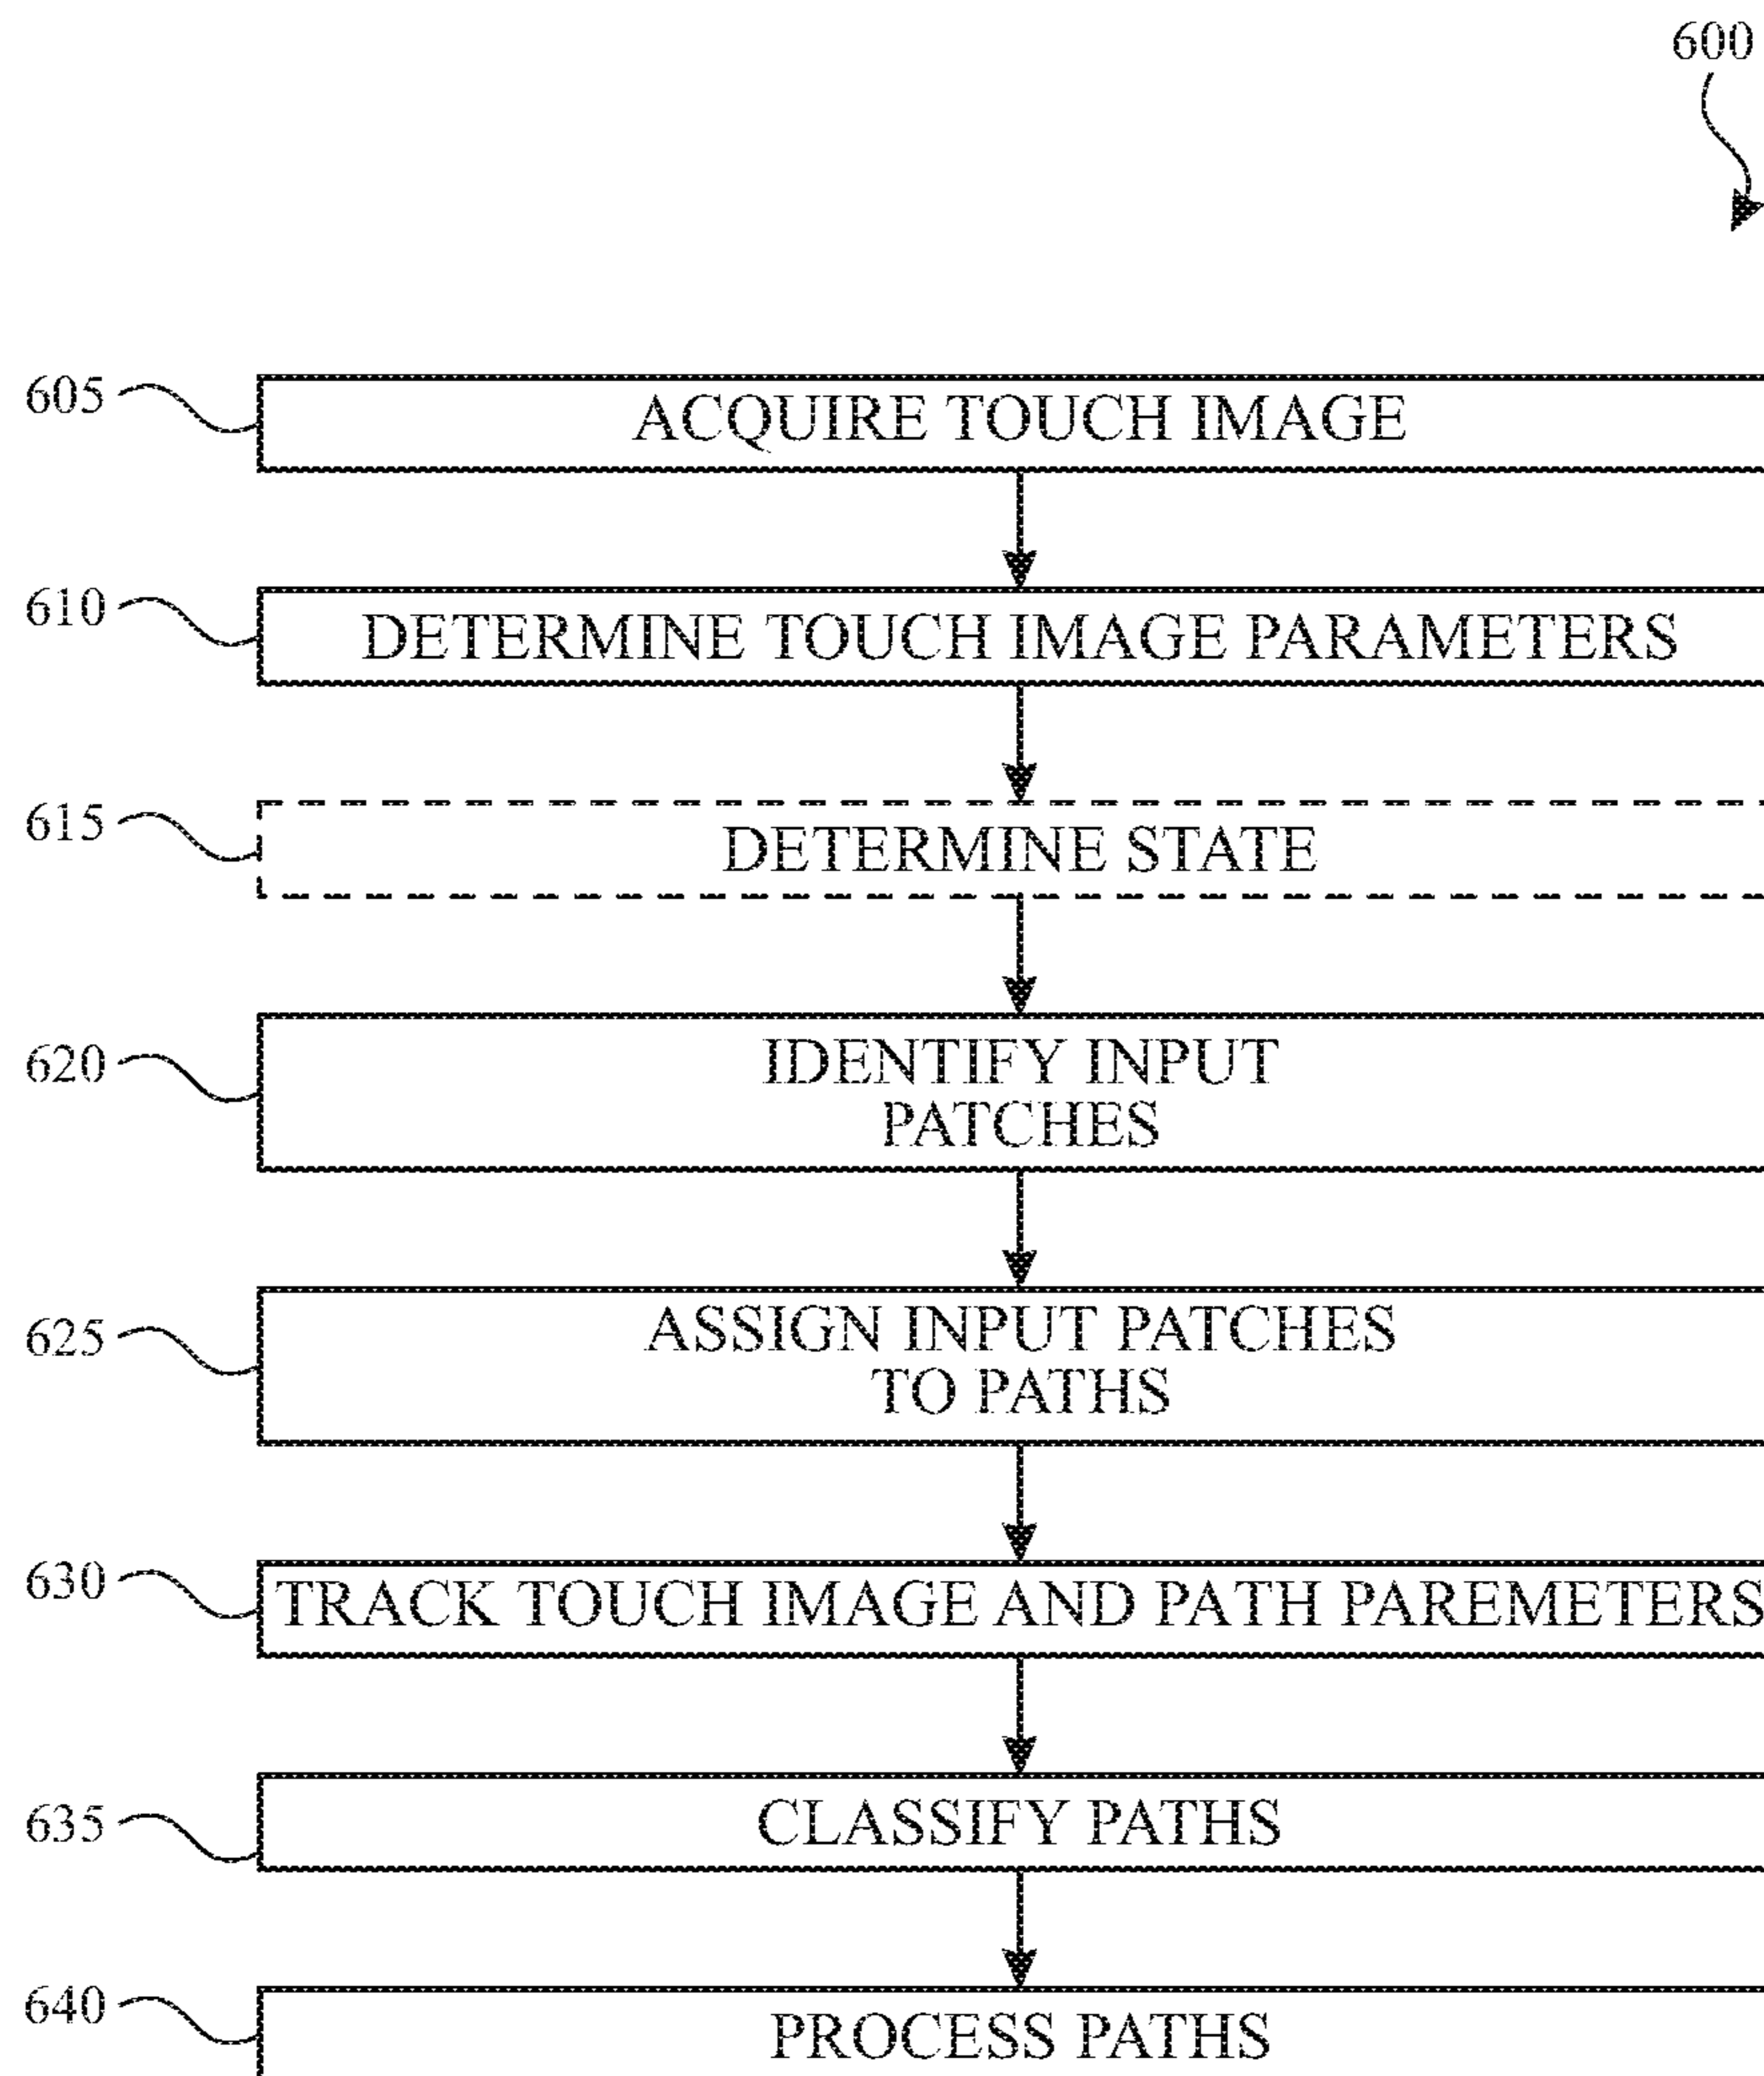 600
605
ACQUIRE TOUCH IMAGE
610
DETERMINE TOUCH IMAGE PARAMETERS
615
DETERMINE STATE
620
IDENTIFY INPUT
PATCHES
625
ASSIGN INPUT PATCHES
TO PATHS
630
TRACK TOUCH IMAGE AND PATH PAREMETERS
635
CLASSIFY PATHS
640
PROCESS PATHS